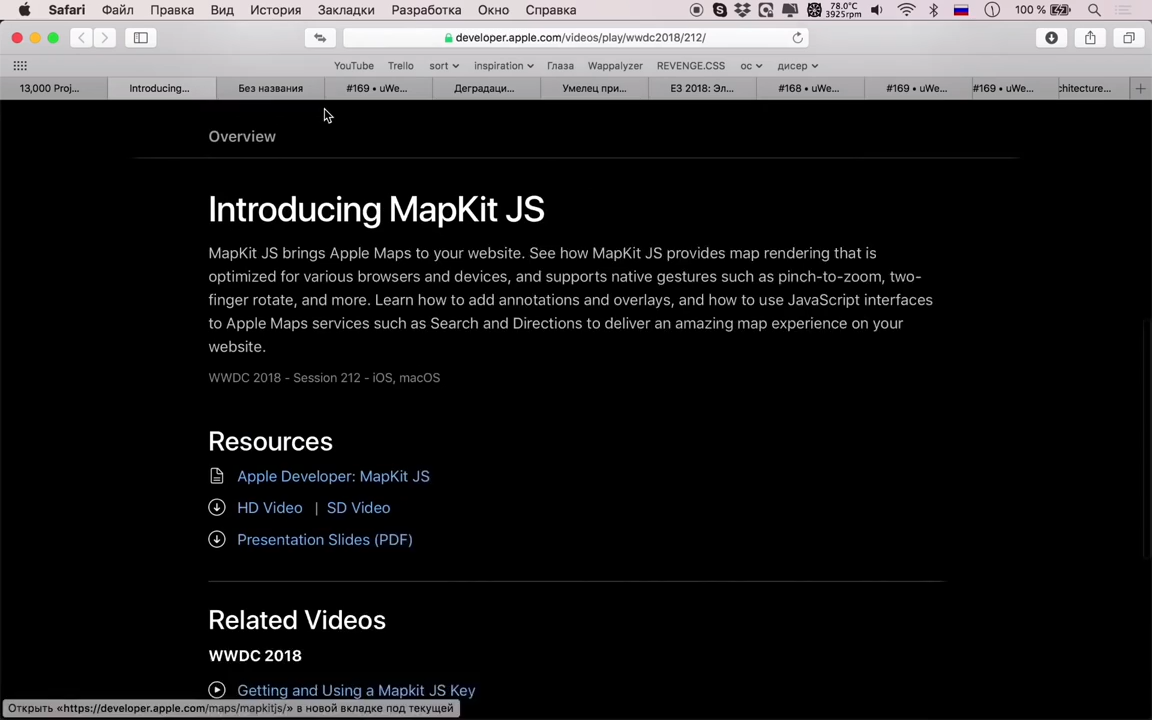 Safari Файл Правка Вид История Закладки Разработка Окно Справка 78.0°C 3925rpm 100 %
developer.apple.com/videos/play/wwdc2018/212/
YouTube Trello sort inspiration Глаза Wappalyzer REVENGE.CSS ос дисер
13,000 Proj... Introducing... Без названия #169 • uWe... Деградаци... Умелец при... E3 2018: Эл... #168 • uWe... #169 • uWe... #169 • uWe... chitecture...
Overview
Introducing MapKit JS
MapKit JS brings Apple Maps to your website. See how MapKit JS provides map rendering that is
optimized for various browsers and devices, and supports native gestures such as pinch-to-zoom, two-
finger rotate, and more. Learn how to add annotations and overlays, and how to use JavaScript interfaces
to Apple Maps services such as Search and Directions to deliver an amazing map experience on your
website.
WWDC 2018 - Session 212 - iOS, macOS
Resources
Apple Developer: MapKit JS
HD Video | SD Video
Presentation Slides (PDF)
Related Videos
WWDC 2018
Getting and Using a Mapkit JS Key
Открыть «https://developer.apple.com/maps/mapkitjs/» в новой вкладке под текущей